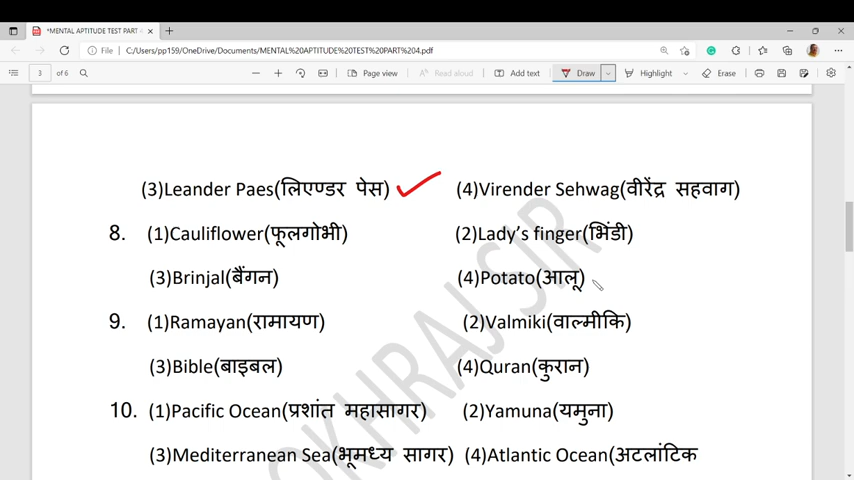 *MENTAL APTITUDE TEST PART
File C:/Users/pp159/OneDrive/Documents/MENTAL%20APTITUDE%20TEST%20PART%204.pdf
3 of 6 Page view Read aloud Add text Draw Highlight Erase
(3)Leander Paes(लिएण्डर पेस) (4)Virender Sehwag(वीरेंद्र सहवाग)
8. (1)Cauliflower(फूलगोभी) (2)Lady's finger(भिंडी)
(3)Brinjal(बैंगन) (4)Potato(आलू)
9. (1)Ramayan(रामायण) (2)Valmiki(वाल्मीकि)
(3)Bible(बाइबल) (4)Quran(कुरान)
10. (1)Pacific Ocean(प्रशांत महासागर) (2)Yamuna(यमुना)
(3)Mediterranean Sea(भूमध्य सागर) (4)Atlantic Ocean(अटलांटिक
OKHRAJ SIR